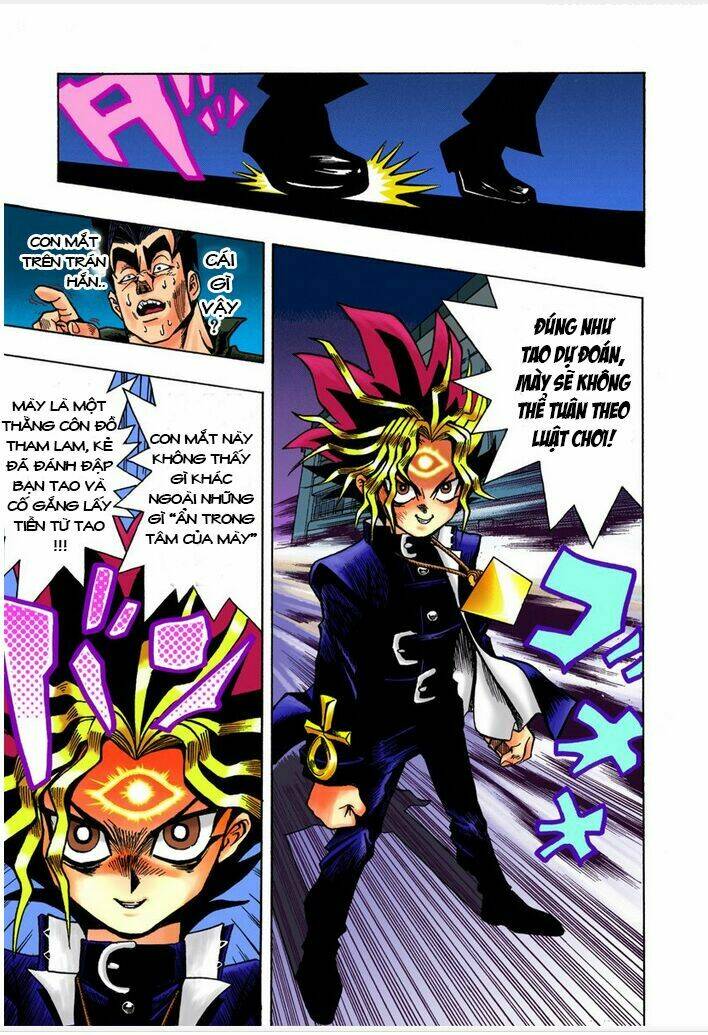 ダッ
ĐÚNG NHƯ
TAO DỰ ĐOÁN,
MÀY SẼ KHÔNG
THỂ TUÂN THEO
LUẬT CHƠI!
CÁI
GÌ
VẬY
?
CON MẮT
TRÊN TRÁN
HẮN..
CON MẮT NÀY
KHÔNG THẤY
GÌ KHÁC
NGOÀI NHỮNG
GÌ “ẨN TRONG
TÂM CỦA MÀY”
MÀY LÀ MỘT
THẰNG CÔN ĐỒ
THAM LAM, KẺ
ĐÃ ĐÁNH ĐẬP
BẠN TAO VÀ
CỐ GẮNG LẤY
TIỀN TỪ TAO
!!!